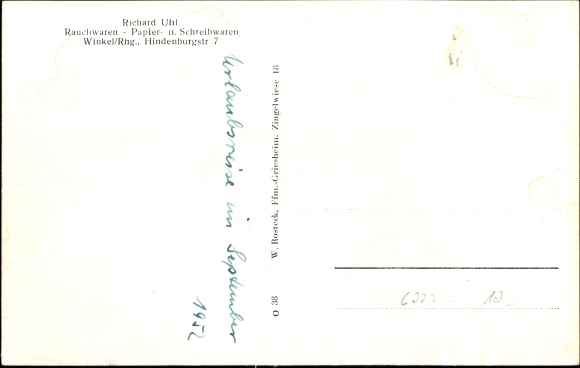 Richard Uhl
Rauchwaren - Papier- u. Schreibwaren
Winkel/Rhg., Hindenburgstr 7
Urlaubsreise im September
1952
O 38 W. Rosteck, Ffm.-Griesheim, Zingelwiese 18